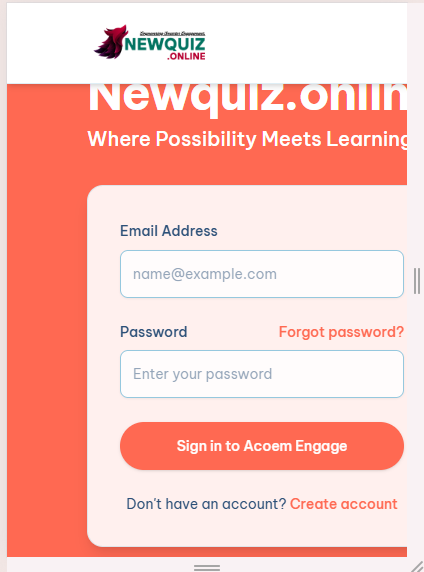 NEWQUIZ
.ONLINE
Newquiz.onlin
Where Possibility Meets Learning
Email Address
name@example.com
Password Forgot password?
Enter your password
Sign in to Acoem Engage
Don't have an account? Create account